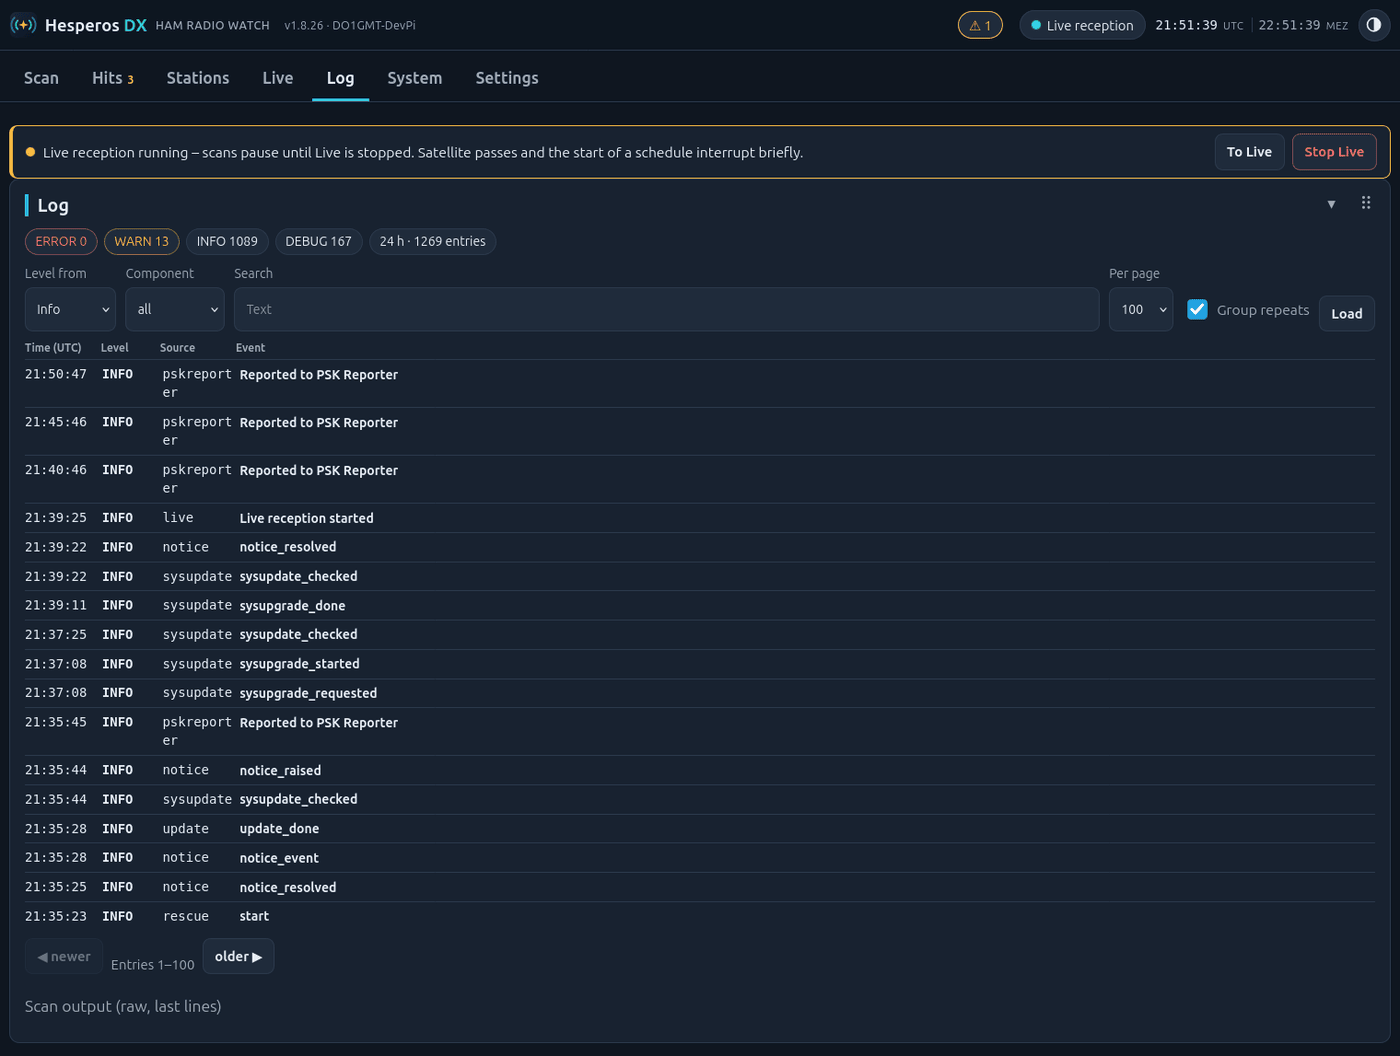 Hesperos DX HAM RADIO WATCH v1.8.26 · DO1GMT-DevPi ⚠ 1 Live reception 21:51:39 UTC 22:51:39 MEZ
Scan Hits 3 Stations Live Log System Settings
Live reception running – scans pause until Live is stopped. Satellite passes and the start of a schedule interrupt briefly. To Live Stop Live
Log
ERROR 0 WARN 13 INFO 1089 DEBUG 167 24 h · 1269 entries
Level from Component Search Per page
Info all Text 100 Group repeats Load
Time (UTC) Level Source Event
21:50:47 INFO pskreport Reported to PSK Reporter
er
21:45:46 INFO pskreport Reported to PSK Reporter
er
21:40:46 INFO pskreport Reported to PSK Reporter
er
21:39:25 INFO live Live reception started
21:39:22 INFO notice notice_resolved
21:39:22 INFO sysupdate sysupdate_checked
21:39:11 INFO sysupdate sysupgrade_done
21:37:25 INFO sysupdate sysupdate_checked
21:37:08 INFO sysupdate sysupgrade_started
21:37:08 INFO sysupdate sysupgrade_requested
21:35:45 INFO pskreport Reported to PSK Reporter
er
21:35:44 INFO notice notice_raised
21:35:44 INFO sysupdate sysupdate_checked
21:35:28 INFO update update_done
21:35:28 INFO notice notice_event
21:35:25 INFO notice notice_resolved
21:35:23 INFO rescue start
◀ newer Entries 1–100 older ▶
Scan output (raw, last lines)